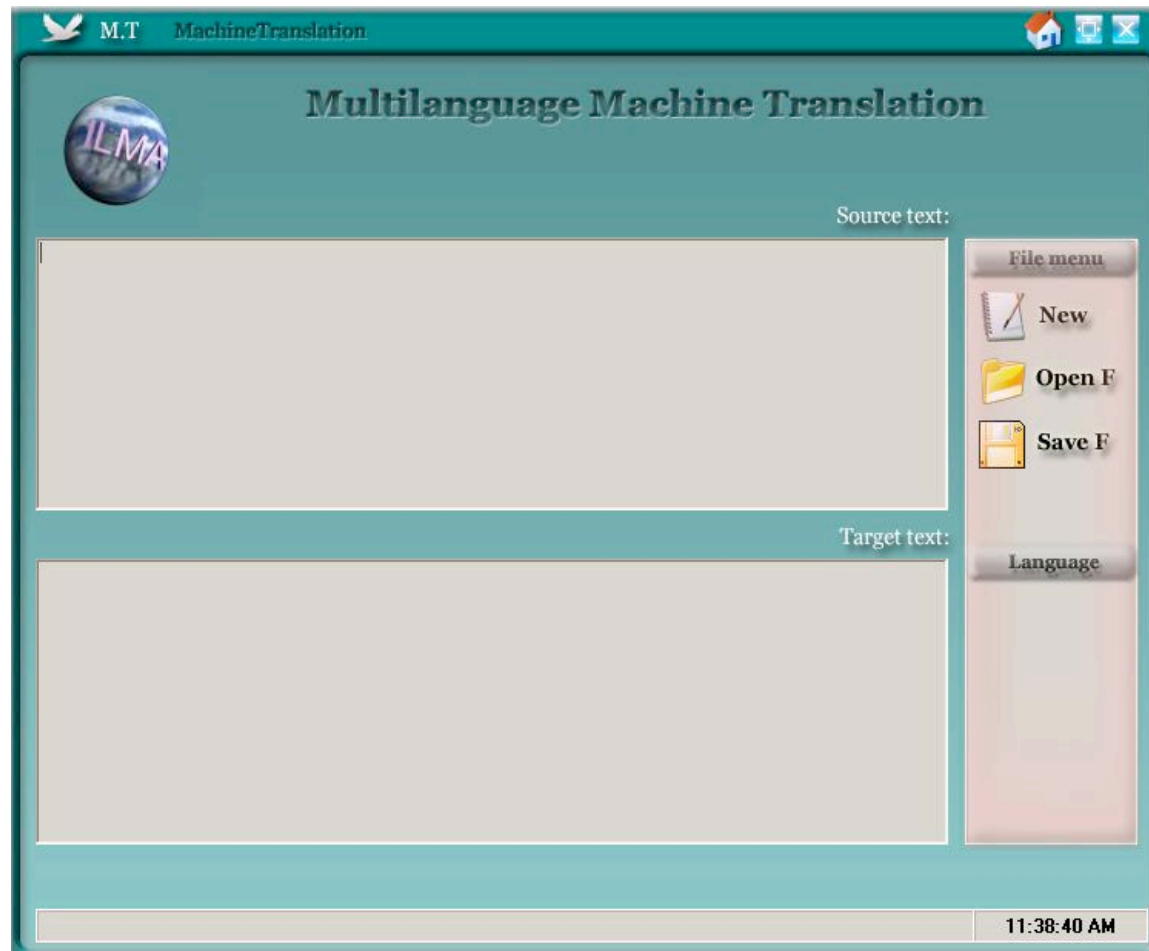 M.T MachineTranslation
Multilanguage Machine Translation
ILMA
Source text:
File menu
New
Open F
Save F
Target text:
Language
11:38:40 AM